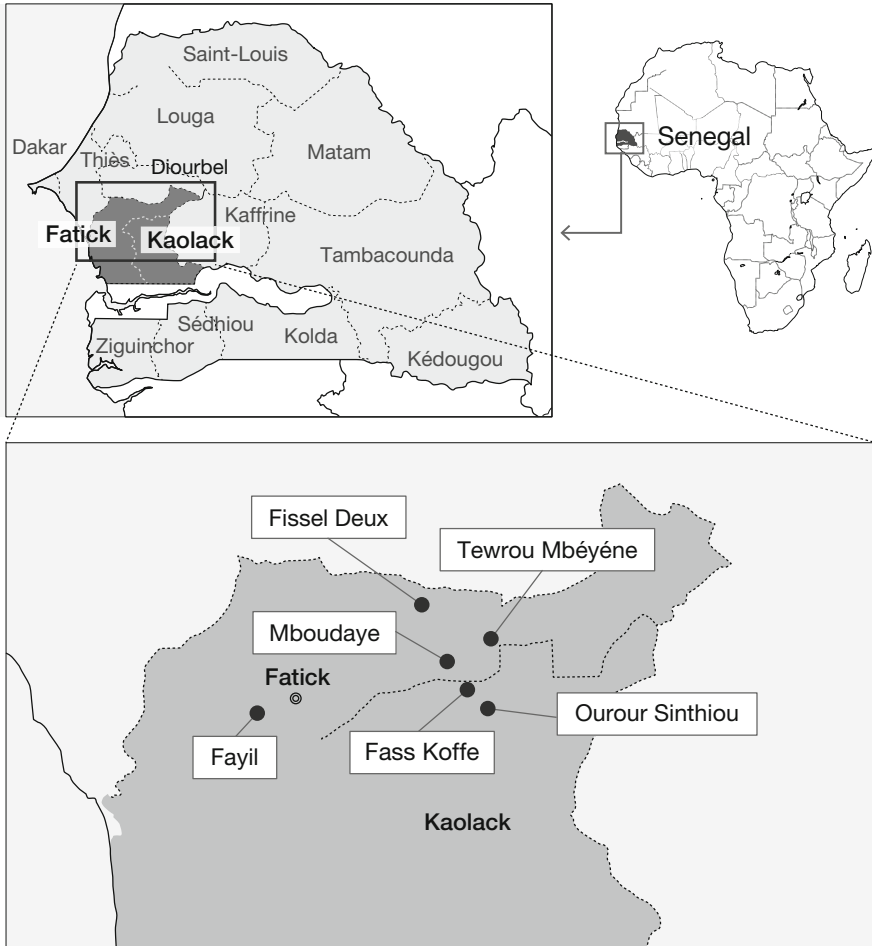 Saint-Louis
Louga
Dakar
Matam
Thiès
Diourbel
Senegal
Kaffrine
Fatick
Kaolack
Tambacounda
Sédhiou
Kolda
Ziguinchor
Kédougou
Fissel Deux
Tewrou Mbéyéne
Mboudaye
Fatick
Ourour Sinthiou
Fayil
Fass Koffe
Kaolack